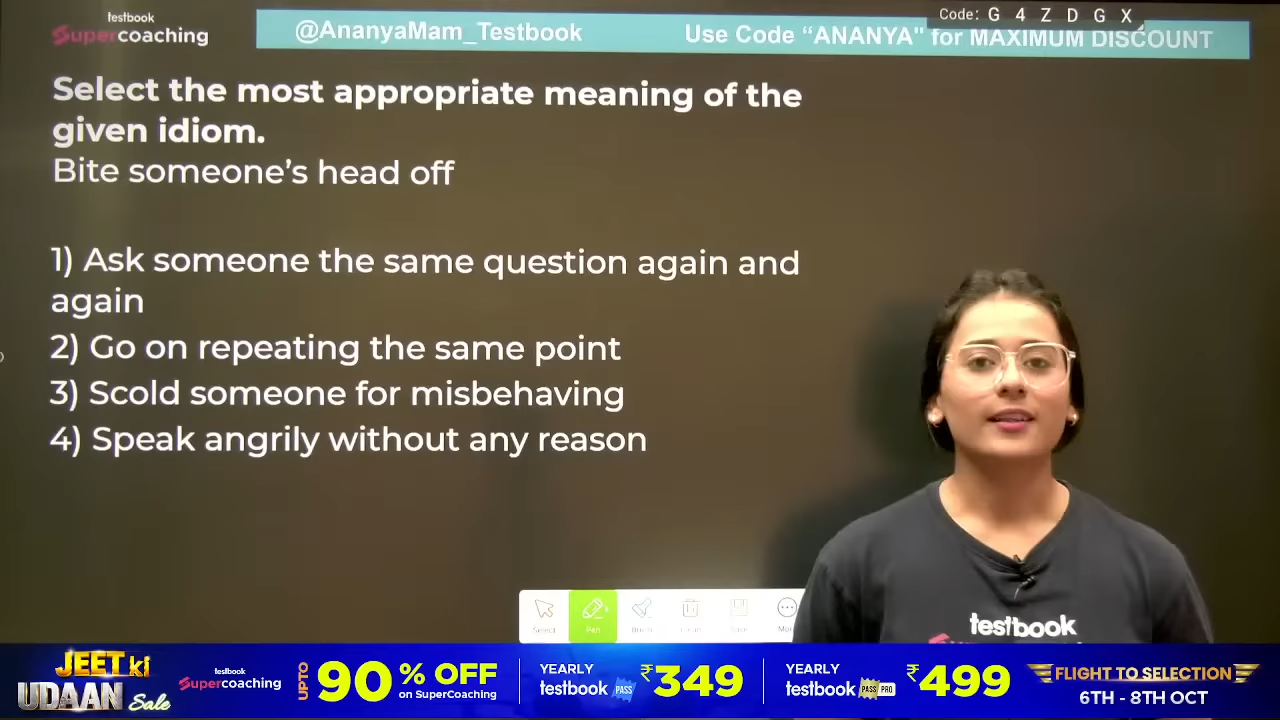 testbook
Supercoaching
@AnanyaMam_Testbook
Use Code “ANANYA" for MAXIMUM DISCOUNT
Code: G 4 Z D G X
Select the most appropriate meaning of the
given idiom.
Bite someone’s head off
1) Ask someone the same question again and
again
2) Go on repeating the same point
3) Scold someone for misbehaving
4) Speak angrily without any reason
Select
Pen
testbook
JEET ki
UDAAN Sale
testbook
Supercoaching
UPTO 90% OFF
on SuperCoaching
YEARLY
testbook PASS
₹349
YEARLY
testbook PASS PRO
₹499
FLIGHT TO SELECTION
6TH - 8TH OCT